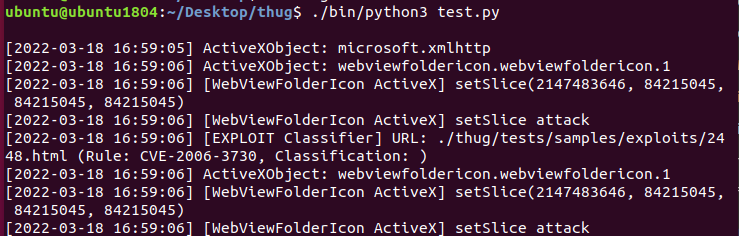 ubuntu@ubuntu1804:~/Desktop/thug$ ./bin/python3 test.py
[2022-03-18 16:59:05] ActiveXObject: microsoft.xmlhttp
[2022-03-18 16:59:06] ActiveXObject: webviewfoldericon.webviewfoldericon.1
[2022-03-18 16:59:06] [WebViewFolderIcon ActiveX] setSlice(2147483646, 84215045,
84215045, 84215045)
[2022-03-18 16:59:06] [WebViewFolderIcon ActiveX] setSlice attack
[2022-03-18 16:59:06] [EXPLOIT Classifier] URL: ./thug/tests/samples/exploits/24
48.html (Rule: CVE-2006-3730, Classification: )
[2022-03-18 16:59:06] ActiveXObject: webviewfoldericon.webviewfoldericon.1
[2022-03-18 16:59:06] [WebViewFolderIcon ActiveX] setSlice(2147483646, 84215045,
84215045, 84215045)
[2022-03-18 16:59:06] [WebViewFolderIcon ActiveX] setSlice attack